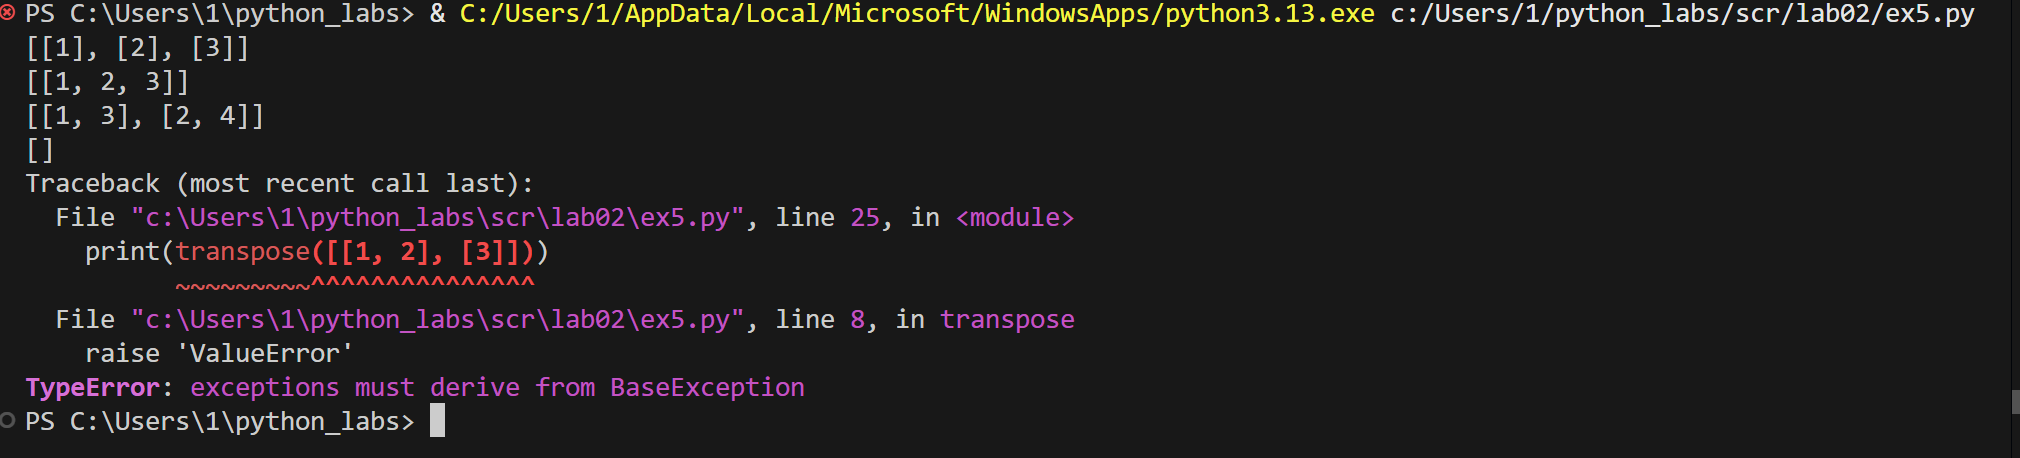 PS C:\Users\1\python_labs> & C:/Users/1/AppData/Local/Microsoft/WindowsApps/python3.13.exe c:/Users/1/python_labs/scr/lab02/ex5.py
[[1], [2], [3]]
[[1, 2, 3]]
[[1, 3], [2, 4]]
[]
Traceback (most recent call last):
  File "c:\Users\1\python_labs\scr\lab02\ex5.py", line 25, in <module>
    print(transpose([[1, 2], [3]]))
          ~~~~~~~~~^^^^^^^^^^^^^^^
  File "c:\Users\1\python_labs\scr\lab02\ex5.py", line 8, in transpose
    raise 'ValueError'
TypeError: exceptions must derive from BaseException
PS C:\Users\1\python_labs>